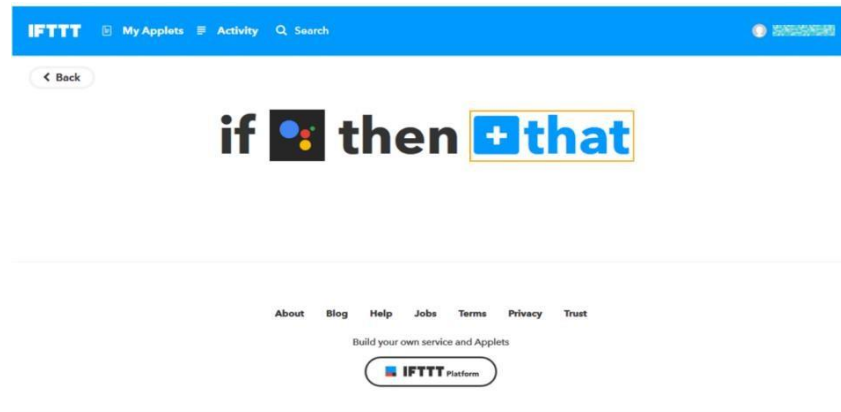 IFTTT My Applets Activity Search
Back
if then that
About Blog Help Jobs Terms Privacy Trust
Build your own service and Applets
IFTTT Platform